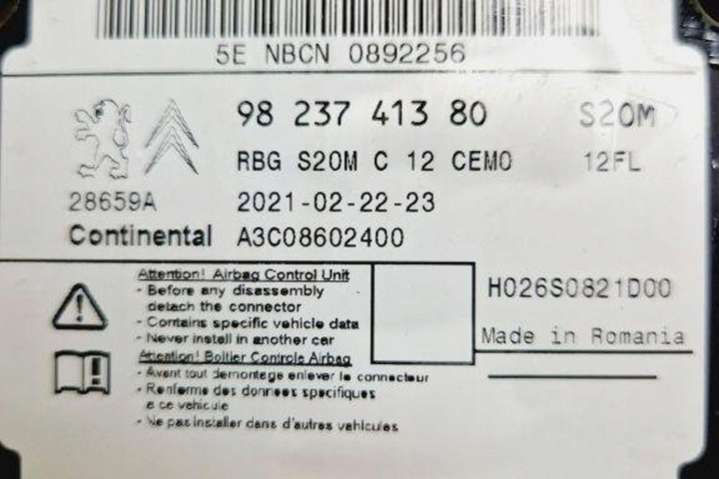 5E NBCN 0892256
98 237 413 80 S20M
RBG S20M C 12 CEM0 12FL
28659A 2021-02-22-23
Continental A3C08602400
Attention! Airbag Control Unit
- Before any disassembly
detach the connector
- Contains specific vehicle data
- Never install in another car
Attention! Boîtier Controle Airbag
- Avant tout demontage enlever le connecteur
- Renferme des donnees specifiques
a ce vehicule
- Ne pas installer dans d'autres vehicules
H026S0821D00
Made in Romania